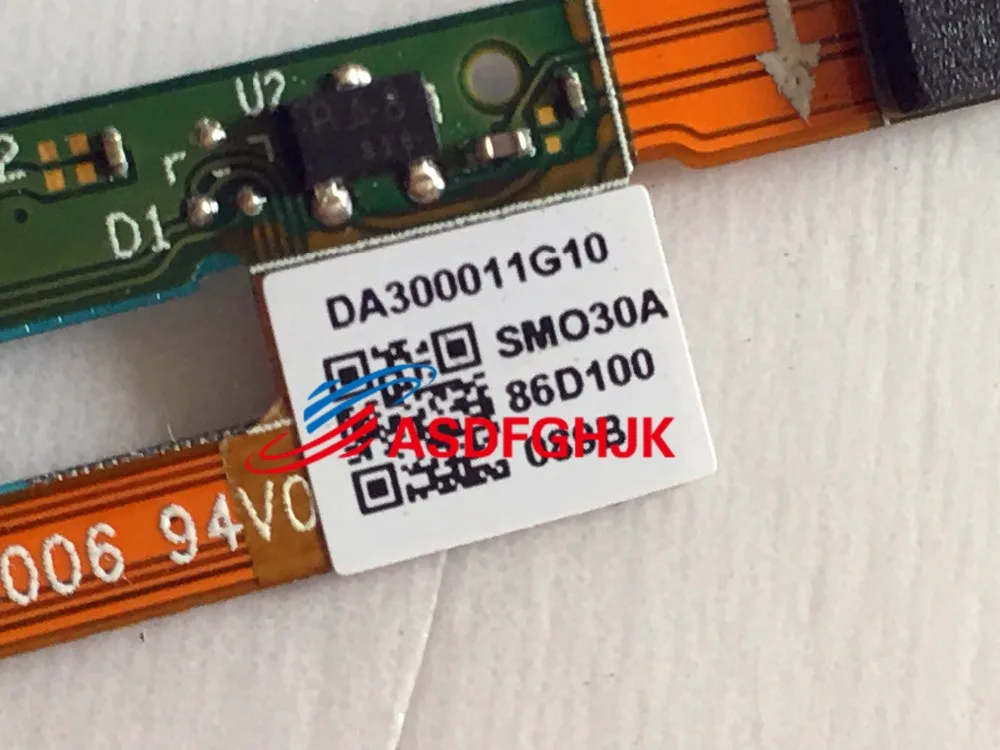 U2
D1
DA300011G10
SMO30A
86D100
ASDFGHJK
006 94V0